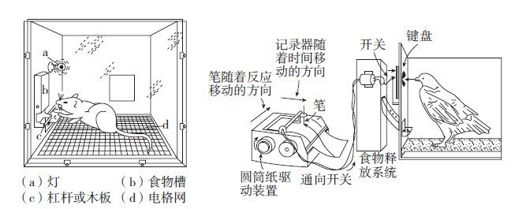 a
b
c
d
(a)灯
(b)食物槽
(c)杠杆或木板
(d)电格网
记录器随
着时间移
动的方向
笔随着反应
移动的方向
笔
开关
键盘
圆筒纸驱
动装置
通向开关
食物释
放系统